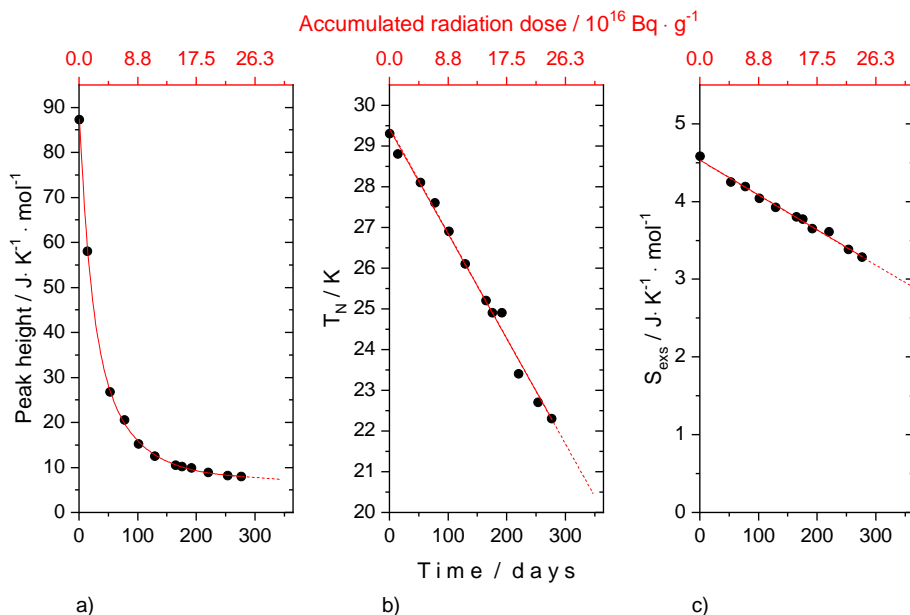 Accumulated radiation dose / 10¹⁶ Bq · g⁻¹
0.0 8.8 17.5 26.3
0.0 8.8 17.5 26.3
0.0 8.8 17.5 26.3
Peak height / J· K⁻¹ · mol⁻¹
90
80
70
60
50
40
30
20
10
0
0 100 200 300
T_N / K
30
29
28
27
26
25
24
23
22
21
20
0 100 200 300
S_exs / J· K⁻¹ · mol⁻¹
5
4
3
2
1
0
0 100 200 300
Time / days
a) b) c)